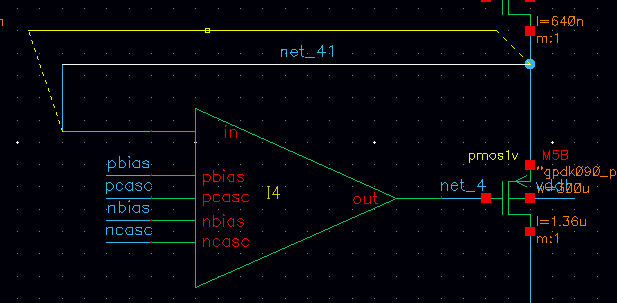 l=640n
m:1
net_41
in
pmos1v
M5B
pbias
"gpdk090_p
pbias
pcasc
net_4
vddh
w=300u
pcasc
I4
out
nbias
nbias
l=1.36u
ncasc
ncasc
m:1